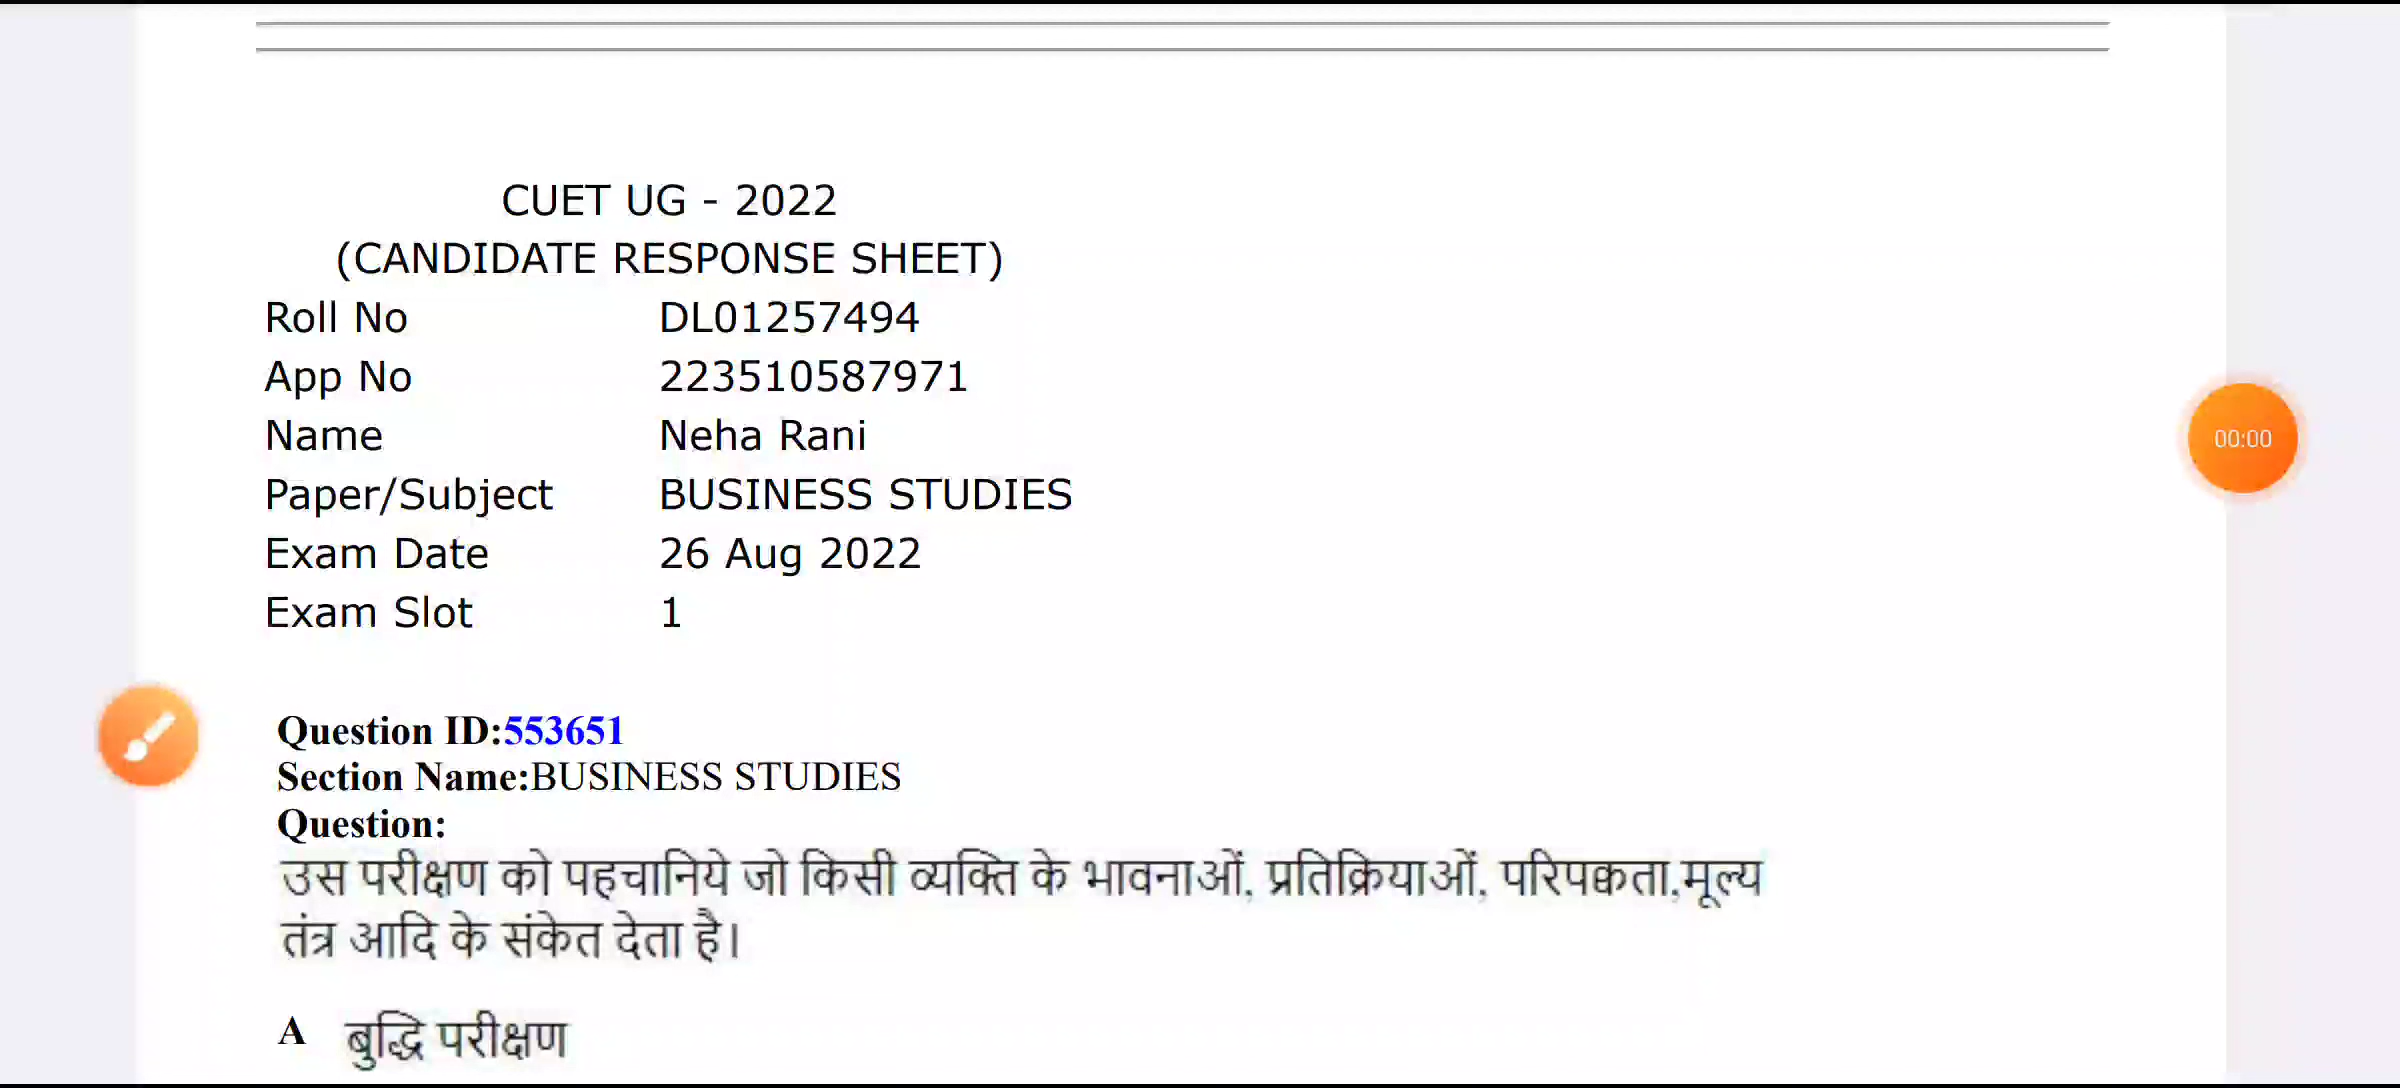 CUET UG - 2022
(CANDIDATE RESPONSE SHEET)
Roll No DL01257494
App No 223510587971
Name Neha Rani
Paper/Subject BUSINESS STUDIES
Exam Date 26 Aug 2022
Exam Slot 1
00:00
Question ID:553651
Section Name:BUSINESS STUDIES
Question:
उस परीक्षण को पहचानिये जो किसी व्यक्ति के भावनाओं, प्रतिक्रियाओं, परिपक्वता,मूल्य
तंत्र आदि के संकेत देता है।
A बुद्धि परीक्षण